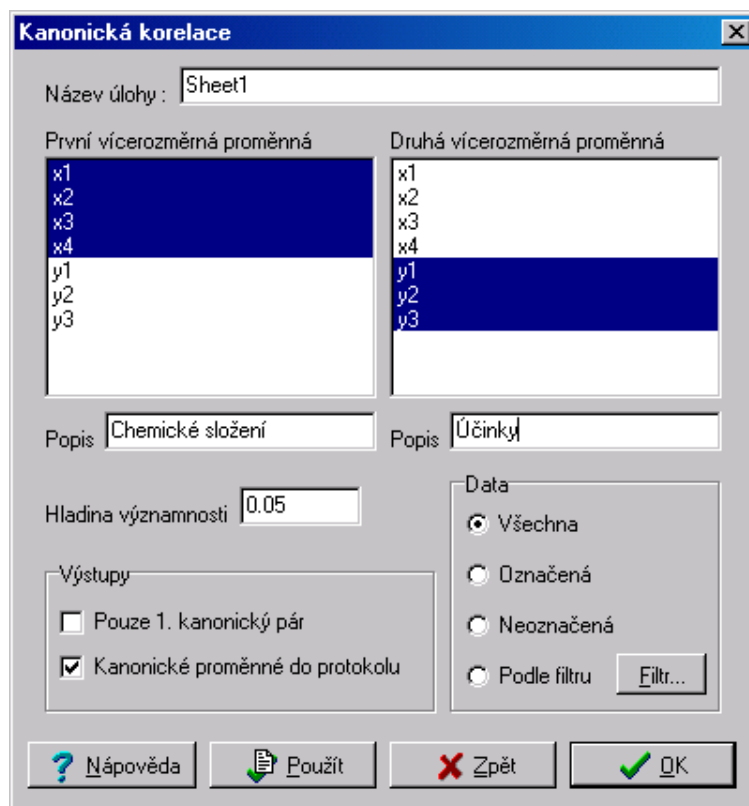 Kanonická korelace
Název úlohy : Sheet1
První vícerozměrná proměnná
x1
x2
x3
x4
y1
y2
y3
Druhá vícerozměrná proměnná
x1
x2
x3
x4
y1
y2
y3
Popis Chemické složení
Popis Účinky
Hladina významnosti 0.05
Výstupy
Pouze 1. kanonický pár
Kanonické proměnné do protokolu
Data
Všechna
Označená
Neoznačená
Podle filtru Filtr...
? Nápověda Použít Zpět OK